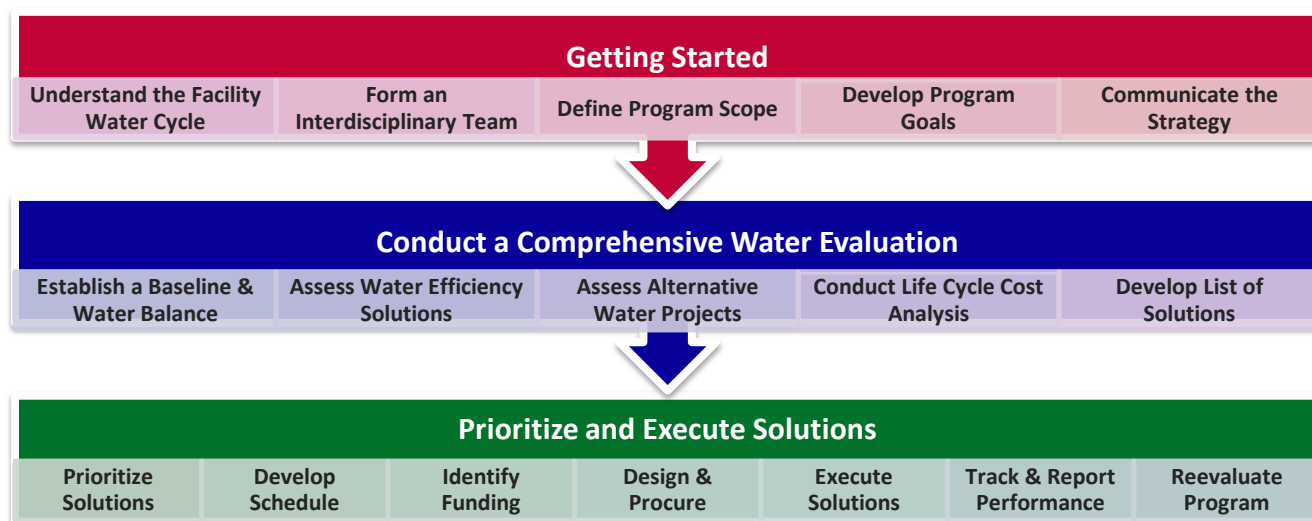 Getting Started
Understand the Facility
Water Cycle
Form an
Interdisciplinary Team
Define Program Scope
Develop Program
Goals
Communicate the
Strategy
Conduct a Comprehensive Water Evaluation
Establish a Baseline &
Water Balance
Assess Water Efficiency
Solutions
Assess Alternative
Water Projects
Conduct Life Cycle Cost
Analysis
Develop List of
Solutions
Prioritize and Execute Solutions
Prioritize
Solutions
Develop
Schedule
Identify
Funding
Design &
Procure
Execute
Solutions
Track & Report
Performance
Reevaluate
Program